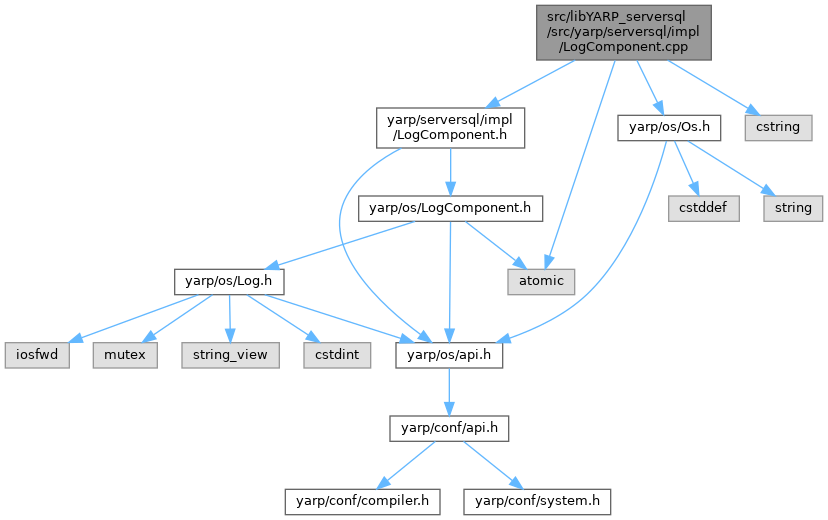 src/libYARP_serversql
/src/yarp/serversql/impl
/LogComponent.cpp
yarp/serversql/impl
/LogComponent.h
yarp/os/Os.h
cstring
yarp/os/LogComponent.h
cstddef
string
yarp/os/Log.h
atomic
iosfwd
mutex
string_view
cstdint
yarp/os/api.h
yarp/conf/api.h
yarp/conf/compiler.h
yarp/conf/system.h